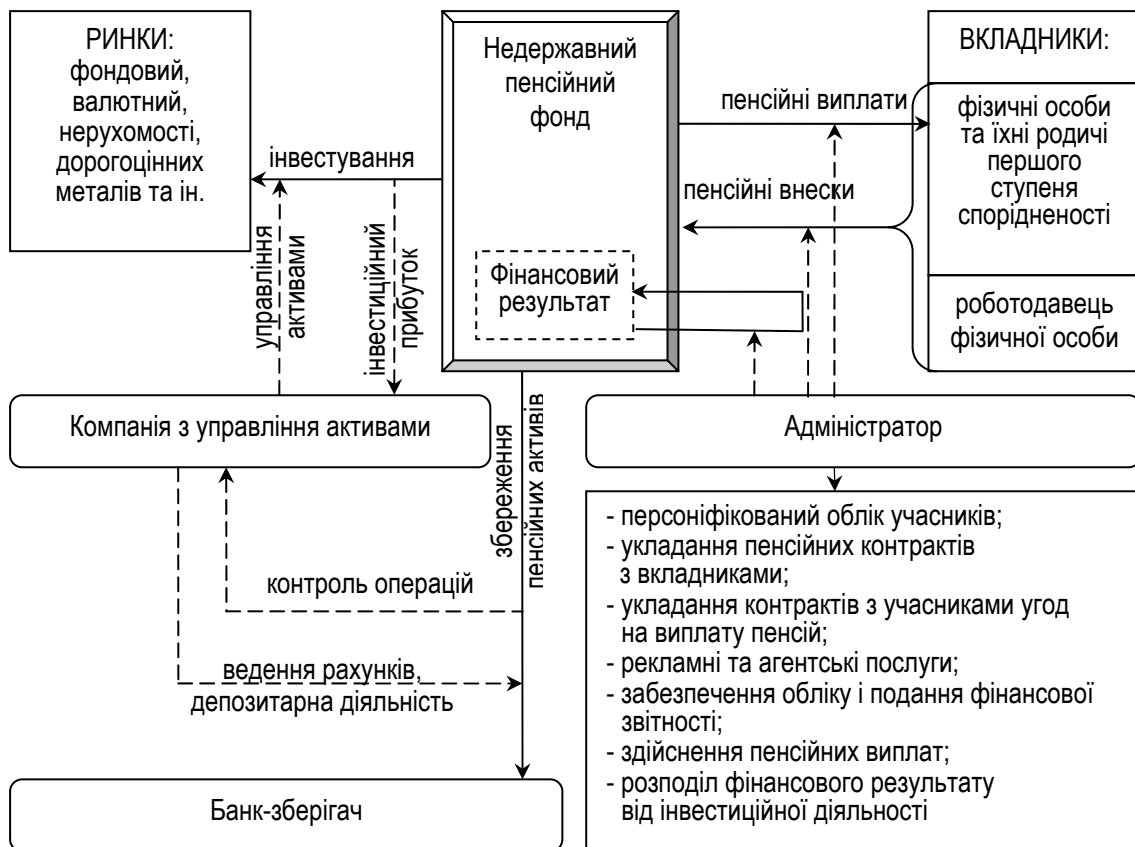 РИНКИ:
фондовий,
валютний,
нерухомості,
дорогоцінних
металів та ін.
Недержавний
пенсійний
фонд
ВКЛАДНИКИ:
фізичні особи
та їхні родичі
першого
ступеня
спорідненості
роботодавець
фізичної особи
пенсійні виплати
пенсійні внески
інвестування
управління
активами
інвестиційний
прибуток
Фінансовий
результат
Компанія з управління активами
збереження
пенсійних активів
Адміністратор
контроль операцій
ведення рахунків,
депозитарна діяльність
Банк-зберігач
- персоніфікований облік учасників;
- укладання пенсійних контрактів
з вкладниками;
- укладання контрактів з учасниками угод
на виплату пенсій;
- рекламні та агентські послуги;
- забезпечення обліку і подання фінансової
звітності;
- здійснення пенсійних виплат;
- розподіл фінансового результату
від інвестиційної діяльності